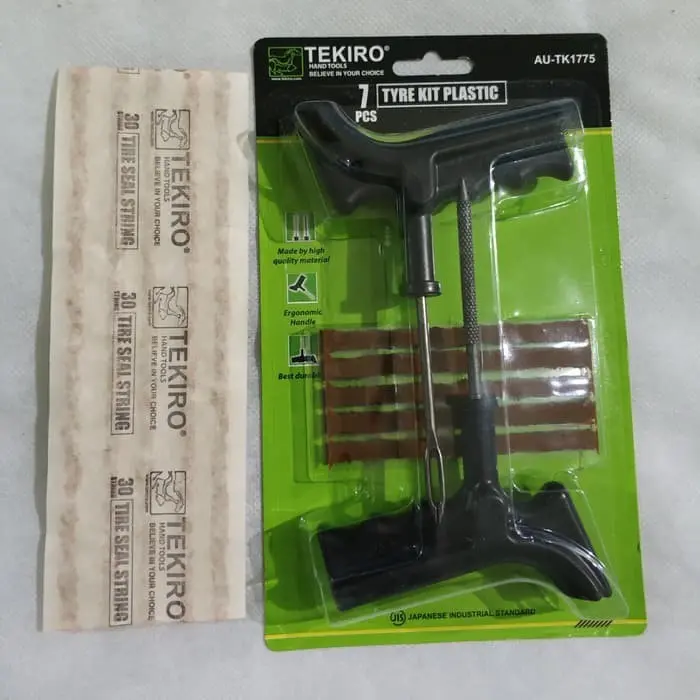 TEKIRO®
HAND TOOLS
BELIEVE IN YOUR CHOICE
30
TIRE SEAL STRING
TEKIRO®
HAND TOOLS
BELIEVE IN YOUR CHOICE
30
STRING
TIRE SEAL STRING
TEKIRO
HAND TOOLS
BELIEVE IN YOUR CHOICE
30
TIRE SEAL STRING
TEKIRO®
HAND TOOLS
BELIEVE IN YOUR CHOICE
AU-TK1775
7
PCS
TYRE KIT PLASTIC
Made by high
quality material
Ergonomic
Handle
Best
JIS JAPANESE INDUSTRIAL STANDARD